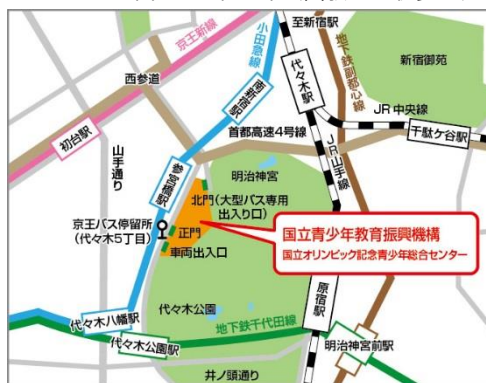 京王新線
小田急線
至新宿駅
地下鉄副都心線
新宿御苑
西参道
南新宿駅
代々木駅
JR中央線
千駄ケ谷駅
初台駅
山手通り
首都高速4号線
参宮橋駅
明治神宮
JR山手線
北門(大型バス専用
出入り口)
京王バス停留所
(代々木5丁目)
正門
車両出入口
国立青少年教育振興機構
国立オリンピック記念青少年総合センター
代々木公園
原宿駅
代々木八幡駅
地下鉄千代田線
代々木公園駅
明治神宮前駅
井ノ頭通り